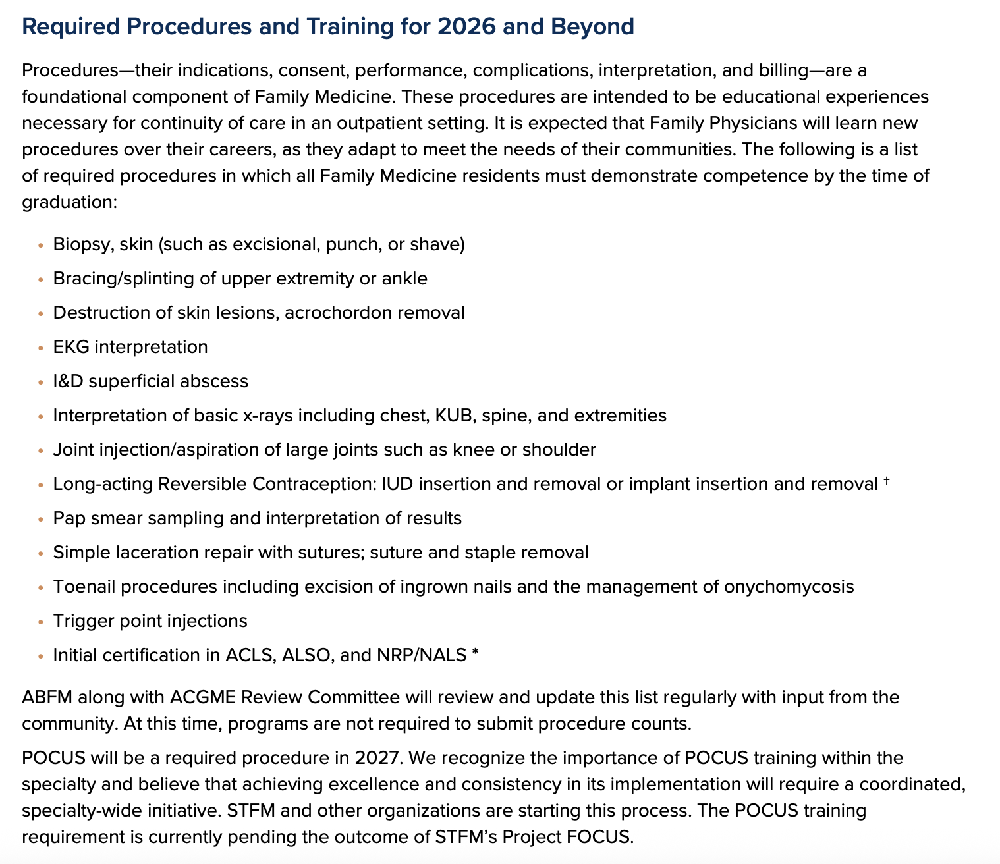 Required Procedures and Training for 2026 and Beyond
Procedures—their indications, consent, performance, complications, interpretation, and billing—are a
foundational component of Family Medicine. These procedures are intended to be educational experiences
necessary for continuity of care in an outpatient setting. It is expected that Family Physicians will learn new
procedures over their careers, as they adapt to meet the needs of their communities. The following is a list
of required procedures in which all Family Medicine residents must demonstrate competence by the time of
graduation:
• Biopsy, skin (such as excisional, punch, or shave)
• Bracing/splinting of upper extremity or ankle
• Destruction of skin lesions, acrochordon removal
• EKG interpretation
• I&D superficial abscess
• Interpretation of basic x-rays including chest, KUB, spine, and extremities
• Joint injection/aspiration of large joints such as knee or shoulder
• Long-acting Reversible Contraception: IUD insertion and removal or implant insertion and removal †
• Pap smear sampling and interpretation of results
• Simple laceration repair with sutures; suture and staple removal
• Toenail procedures including excision of ingrown nails and the management of onychomycosis
• Trigger point injections
• Initial certification in ACLS, ALSO, and NRP/NALS *
ABFM along with ACGME Review Committee will review and update this list regularly with input from the
community. At this time, programs are not required to submit procedure counts.
POCUS will be a required procedure in 2027. We recognize the importance of POCUS training within the
specialty and believe that achieving excellence and consistency in its implementation will require a coordinated,
specialty-wide initiative. STFM and other organizations are starting this process. The POCUS training
requirement is currently pending the outcome of STFM's Project FOCUS.